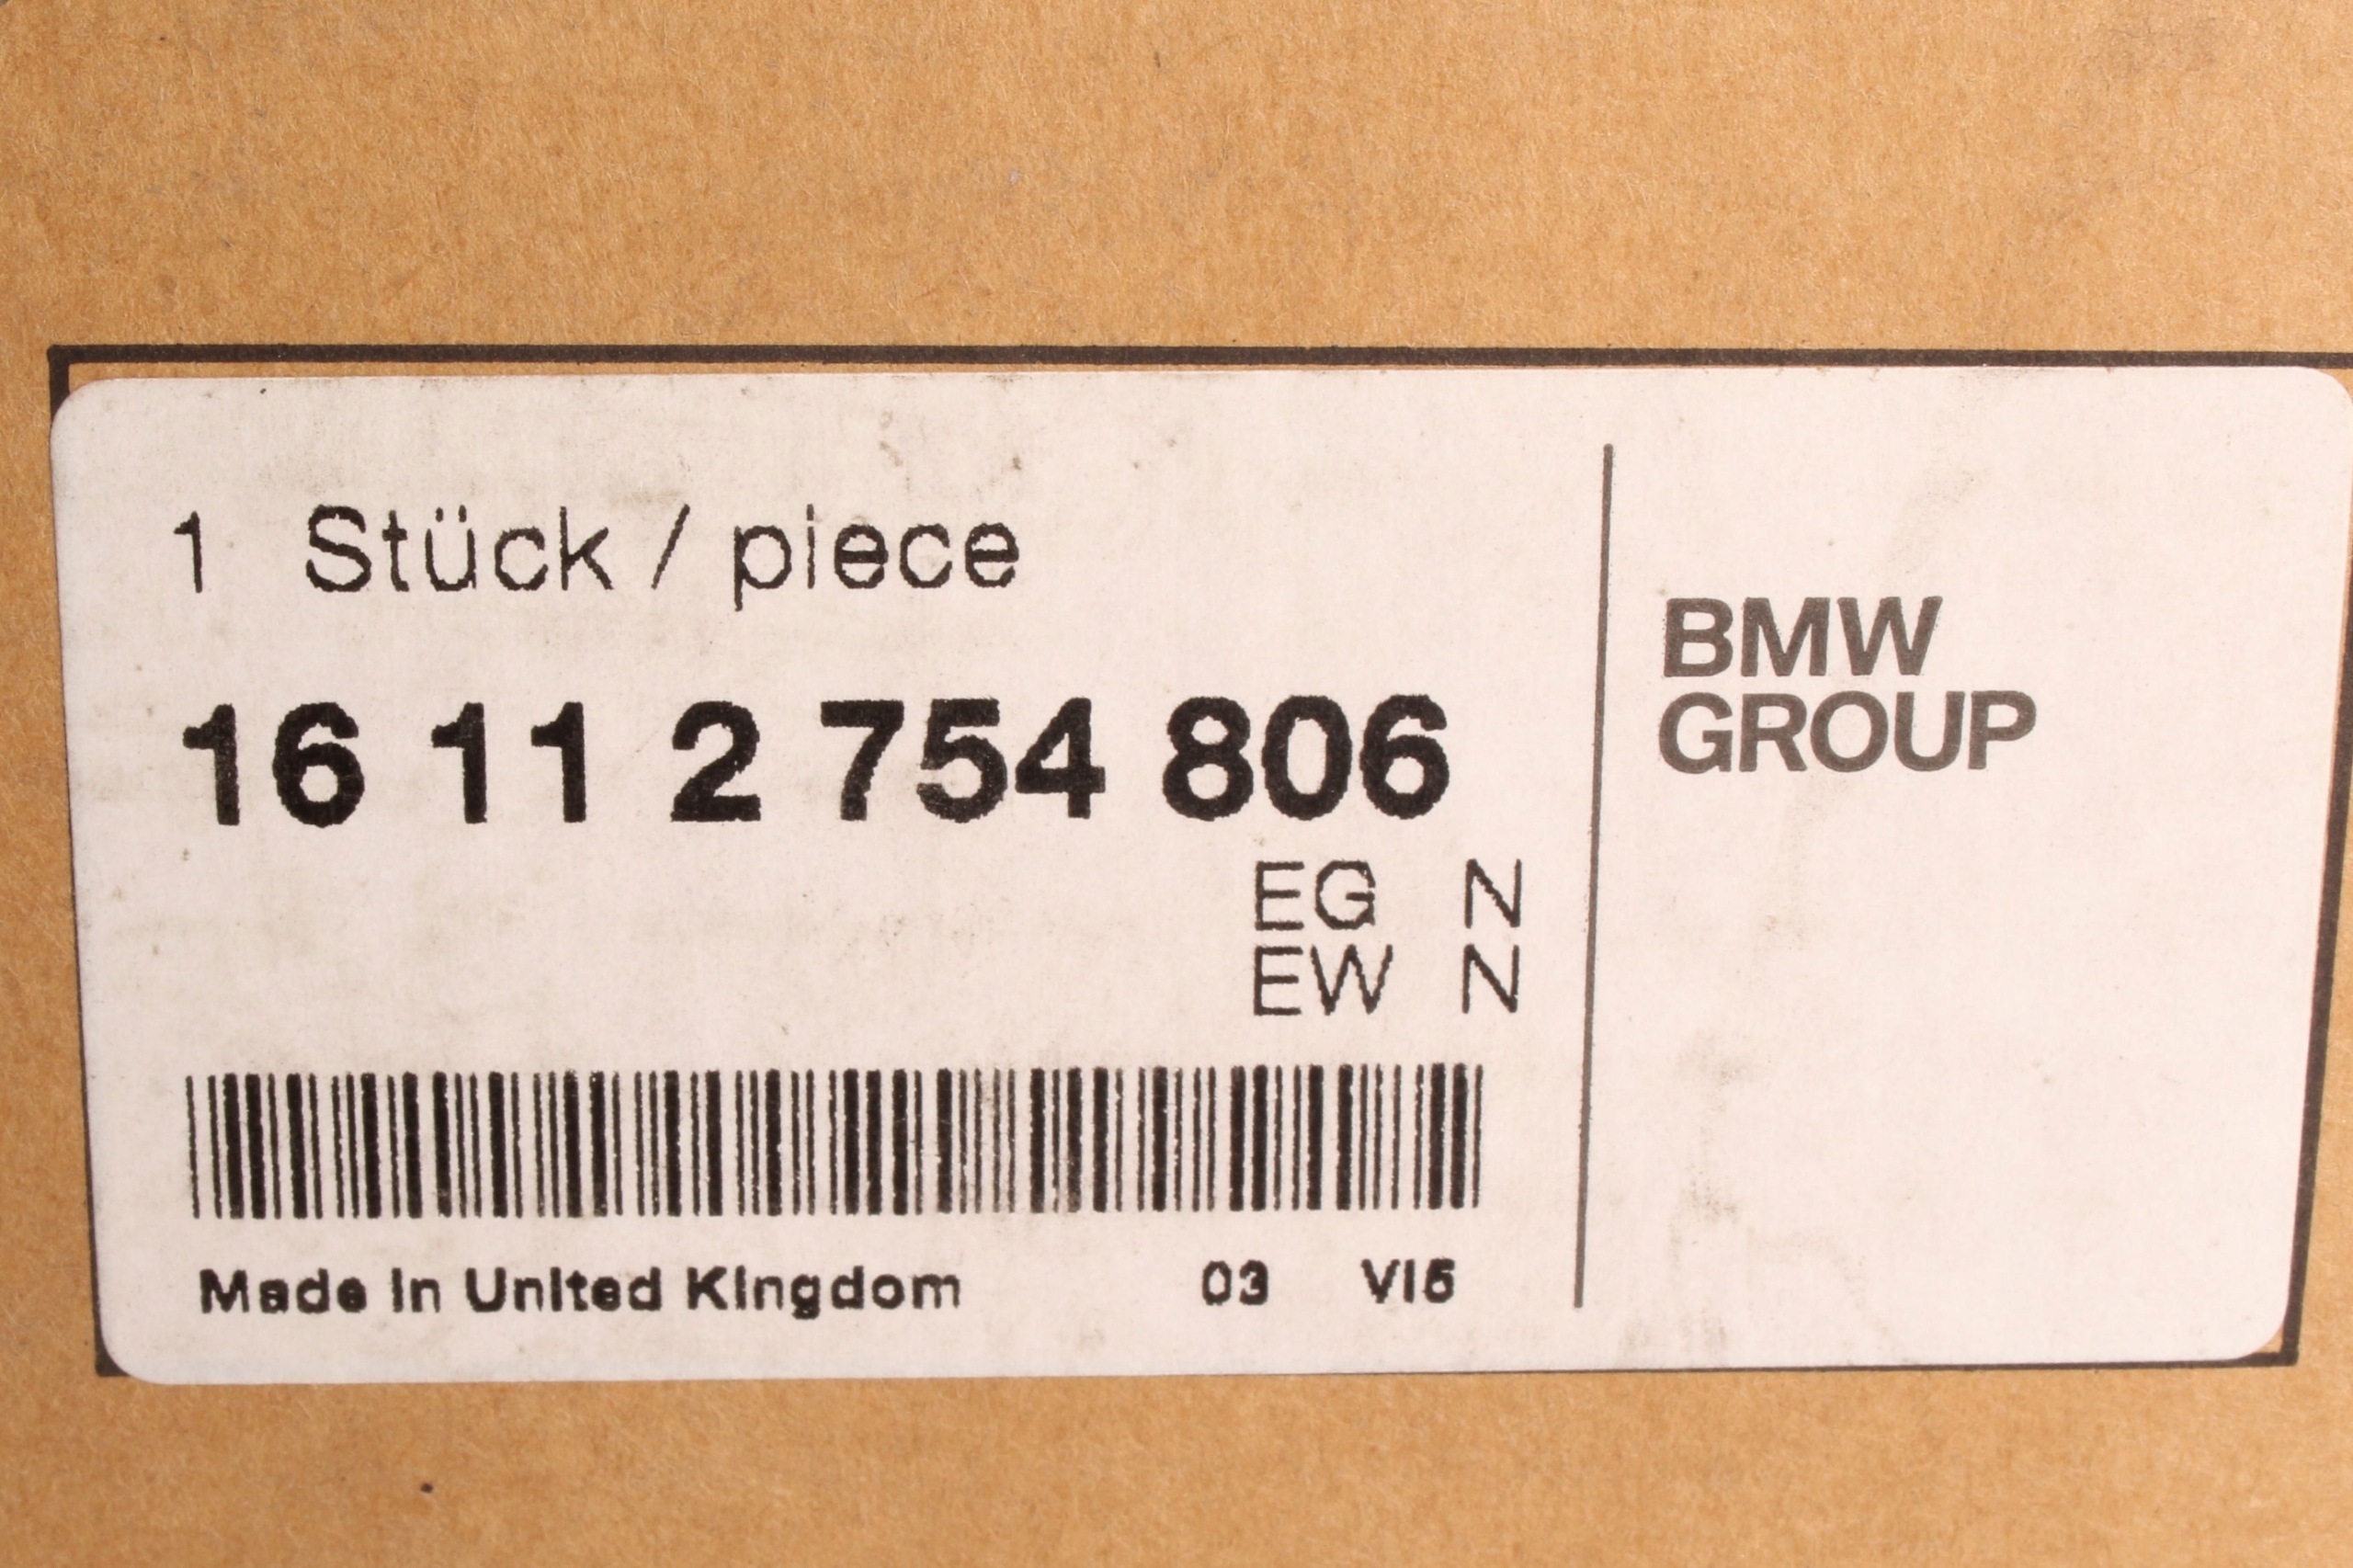 1 Stück / piece
16 11 2 754 806
EG N
EW N
Made in United Kingdom 03 VI5
BMW
GROUP